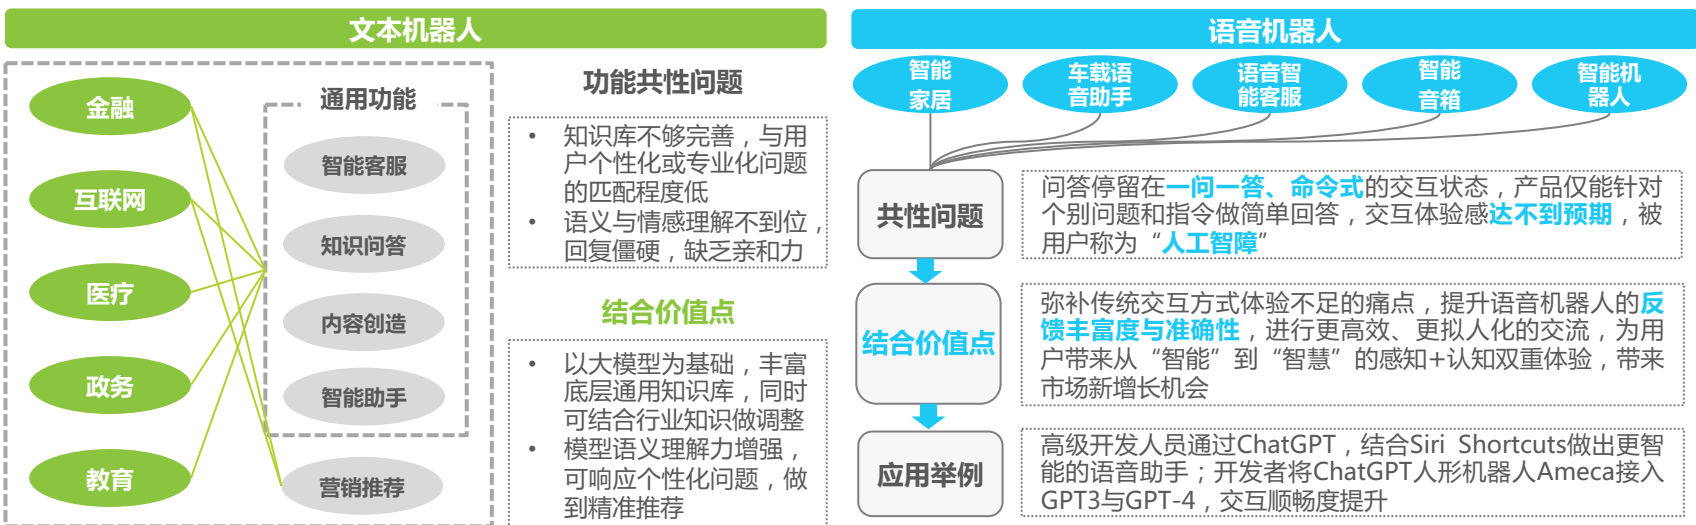 文本机器人
金融
互联网
医疗
政务
教育
通用功能
智能客服
知识问答
内容创造
智能助手
营销推荐
功能共性问题
• 知识库不够完善，与用
户个性化或专业化问题
的匹配程度低
• 语义与情感理解不到位，
回复僵硬，缺乏亲和力
结合价值点
• 以大模型为基础，丰富
底层通用知识库，同时
可结合行业知识做调整
• 模型语义理解力增强，
可响应个性化问题，做
到精准推荐
语音机器人
智能
家居
车载语
音助手
语音智
能客服
智能
音箱
智能机
器人
共性问题
问答停留在一问一答、命令式的交互状态，产品仅能针对
个别问题和指令做简单回答，交互体验感达不到预期，被
用户称为“人工智障”
结合价值点
弥补传统交互方式体验不足的痛点，提升语音机器人的反
馈丰富度与准确性，进行更高效、更拟人化的交流，为用
户带来从“智能”到“智慧”的感知+认知双重体验，带来
市场新增长机会
应用举例
高级开发人员通过ChatGPT，结合Siri Shortcuts做出更智
能的语音助手；开发者将ChatGPT人形机器人Ameca接入
GPT3与GPT-4，交互顺畅度提升